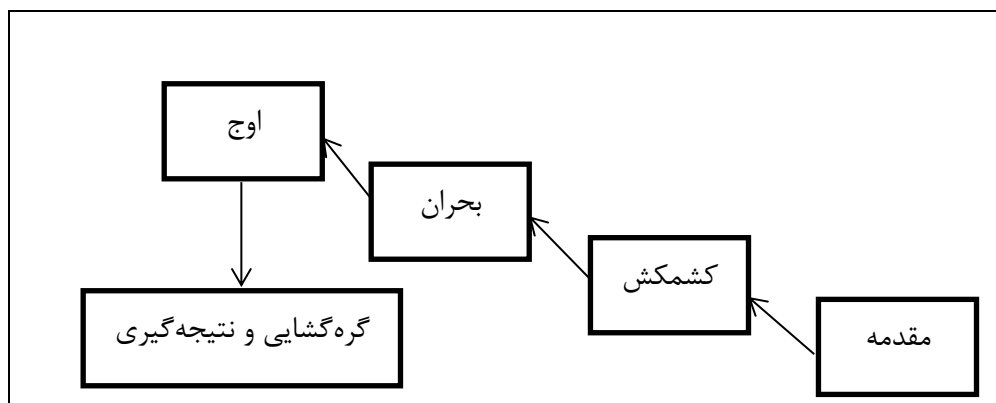 اوج
بحران
کشمکش
مقدمه
گره‌گشایی و نتیجه‌گیری